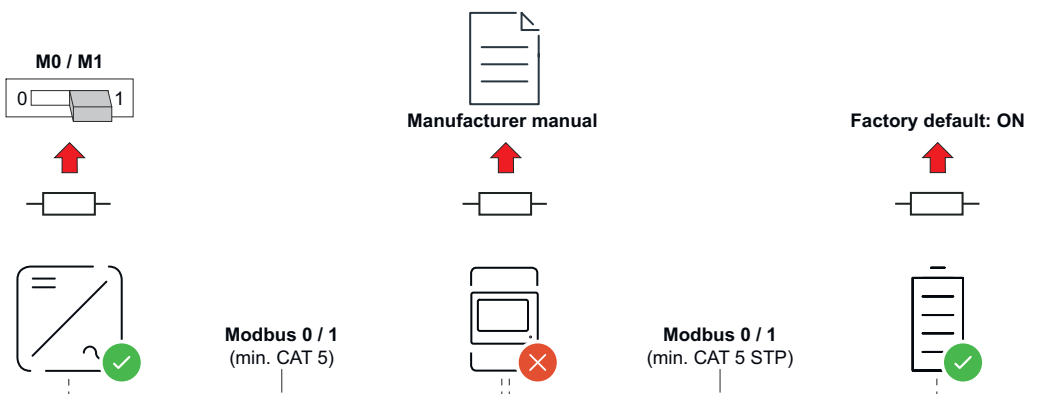 M0 / M1
0 1
Manufacturer manual
Factory default: ON
Modbus 0 / 1
(min. CAT 5)
Modbus 0 / 1
(min. CAT 5 STP)